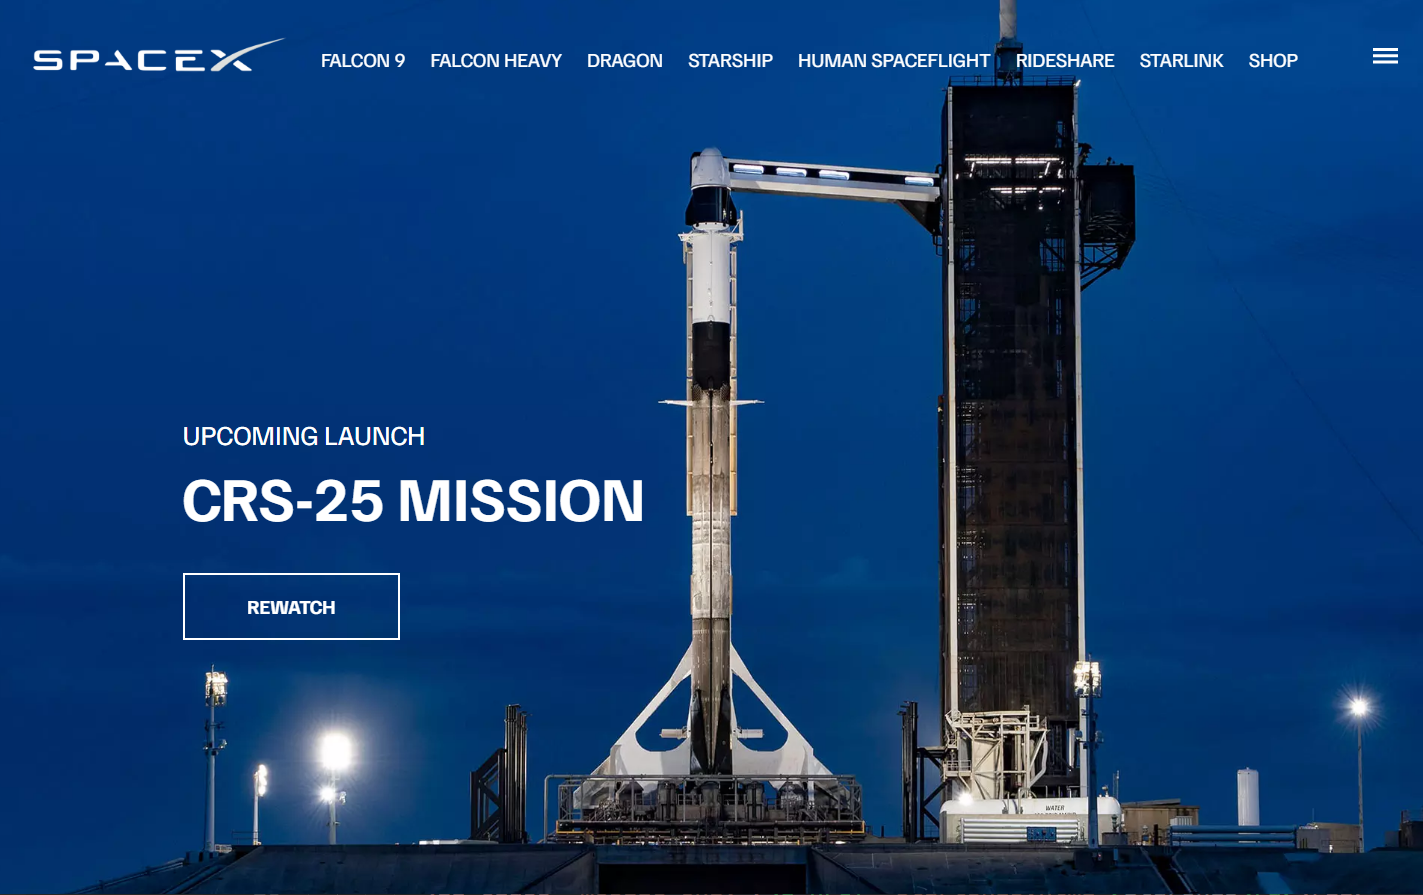 SPACEX
FALCON 9 FALCON HEAVY DRAGON STARSHIP HUMAN SPACEFLIGHT RIDESHARE STARLINK SHOP
UPCOMING LAUNCH
CRS-25 MISSION
REWATCH
WATER